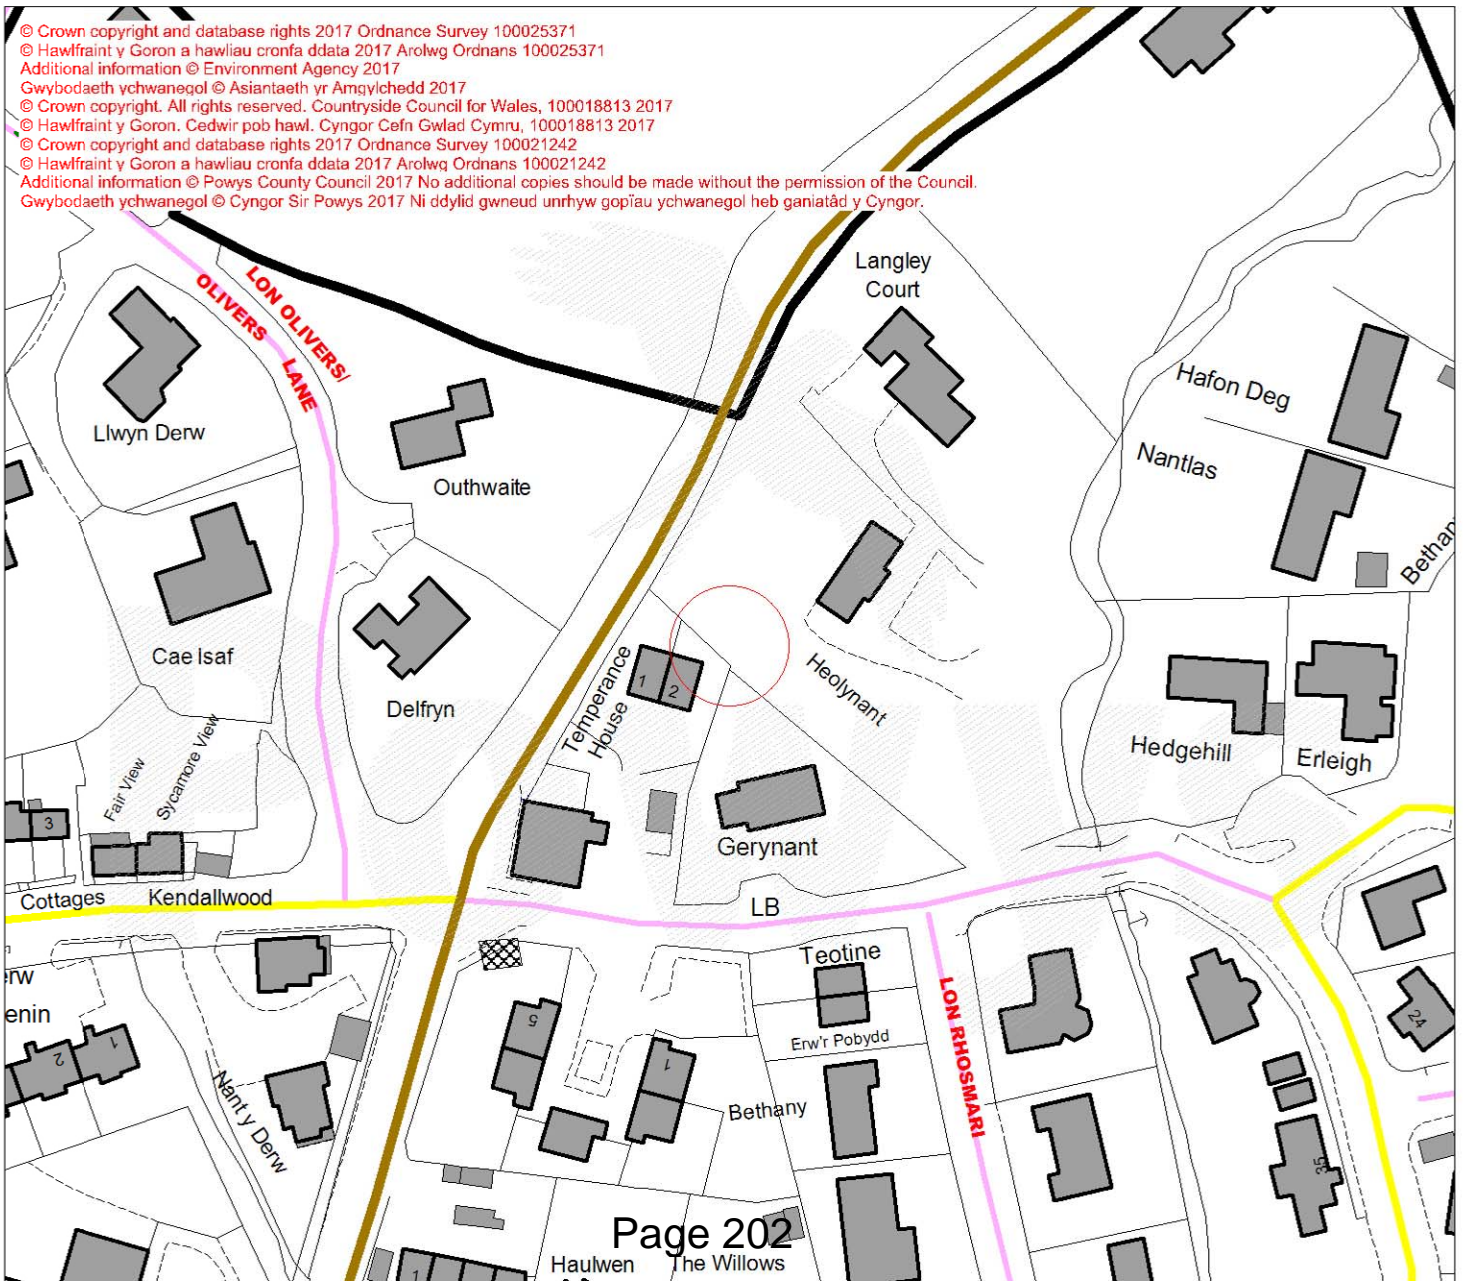 © Crown copyright and database rights 2017 Ordnance Survey 100025371
© Hawlfraint y Goron a hawliau cronfa ddata 2017 Arolwg Ordnans 100025371
Additional information © Environment Agency 2017
Gwybodaeth ychwanegol © Asiantaeth yr Amgylchedd 2017
© Crown copyright. All rights reserved. Countryside Council for Wales, 100018813 2017
© Hawlfraint y Goron. Cedwir pob hawl. Cyngor Cefn Gwlad Cymru, 100018813 2017
© Crown copyright and database rights 2017 Ordnance Survey 100021242
© Hawlfraint y Goron a hawliau cronfa ddata 2017 Arolwg Ordnans 100021242
Additional information © Powys County Council 2017 No additional copies should be made without the permission of the Council.
Gwybodaeth ychwanegol © Cyngor Sir Powys 2017 Ni ddylid gwneud unrhyw gopïau ychwanegol heb ganiatâd y Cyngor.
LON OLIVERS/
OLIVERS LANE
Langley
Court
Hafon Deg
Llwyn Derw
Nantlas
Outhwaite
Bethan
Cae Isaf
Temperance
House
1
2
Heolynant
Delfryn
Hedgehill
Erleigh
Fair View
Sycamore View
3
Gerynant
Cottages
Kendallwood
LB
Teotine
erw
enin
LON RHOSMARI
5
24
Erw'r Pobydd
2
1
1
Nant y Derw
Bethany
35
Page 202
Haulwen
The Willows
1